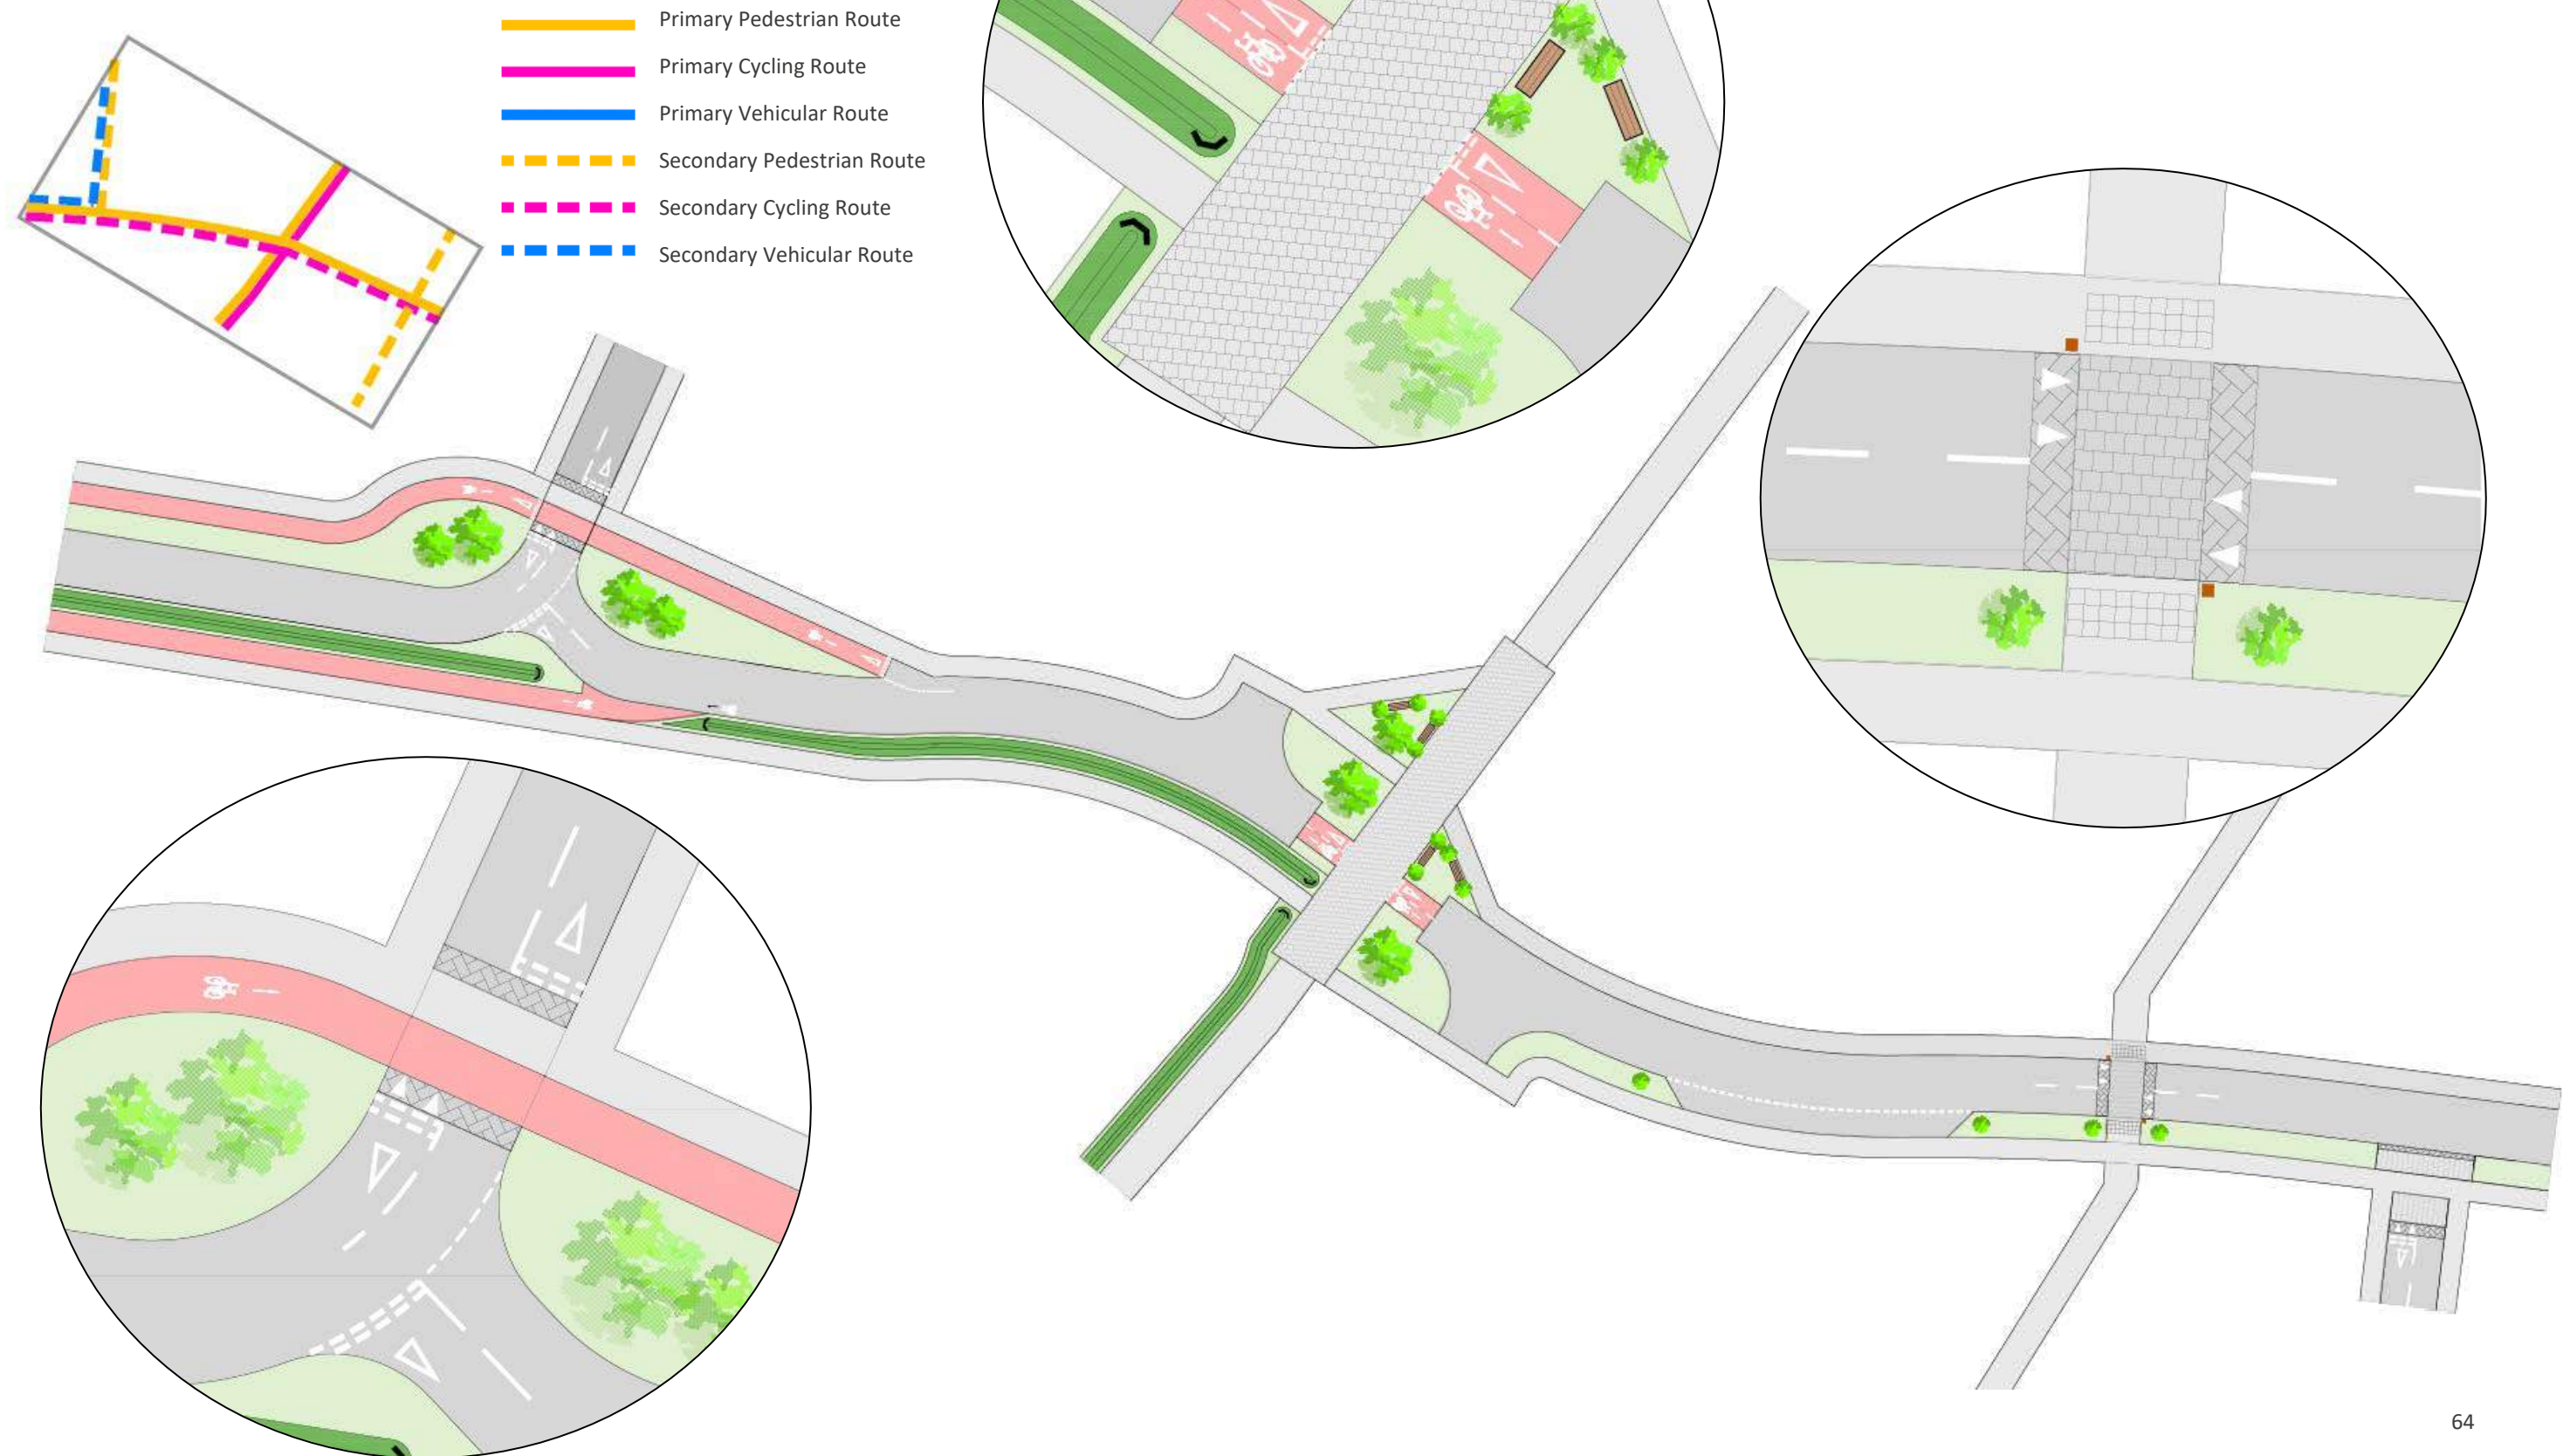 Primary Pedestrian Route
Primary Cycling Route
Primary Vehicular Route
Secondary Pedestrian Route
Secondary Cycling Route
Secondary Vehicular Route
64